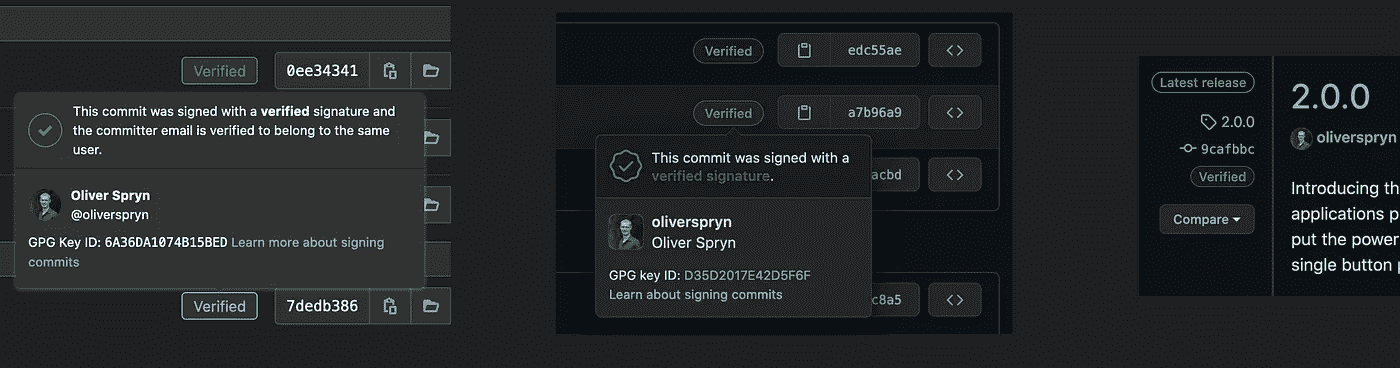 Verified
0ee34341
This commit was signed with a verified signature and
the committer email is verified to belong to the same
user.
Oliver Spryn
@oliverspryn
GPG Key ID: 6A36DA1074B15BED Learn more about signing
commits
Verified
7dedb386
Verified
edc55ae
Verified
a7b96a9
This commit was signed with a
verified signature.
acbd
oliverspryn
Oliver Spryn
GPG key ID: D35D2017E42D5F6F
Learn about signing commits
c8a5
Latest release
2.0.0
9cafbbc
Verified
Compare
2.0.0
oliverspryn
Introducing th
applications p
put the power
single button p